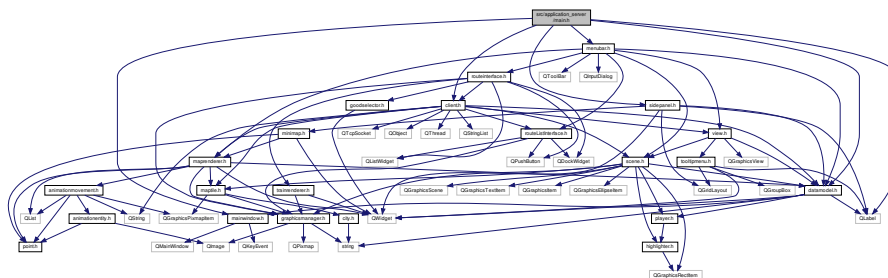 src/application_server
/main.h
menubar.h
QToolBar
QInputDialog
routeinterface.h
goodselector.h
client.h
sidepanel.h
QTcpSocket
QObject
QThread
QStringList
minimap.h
routeListInterface.h
view.h
QListWidget
QPushButton
QDockWidget
maprenderer.h
scene.h
tooltipmenu.h
QGraphicsView
animationmovement.h
maptile.h
trainrenderer.h
QGraphicsScene
QGraphicsTextItem
QGraphicsItem
QGraphicsEllipseItem
QGridLayout
QGroupBox
datamodel.h
QList
animationentity.h
QString
QGraphicsPixmapItem
mainwindow.h
graphicsmanager.h
city.h
QWidget
player.h
QLabel
point.h
QMainWindow
QImage
QKeyEvent
QPixmap
string
highlighter.h
QGraphicsRectItem